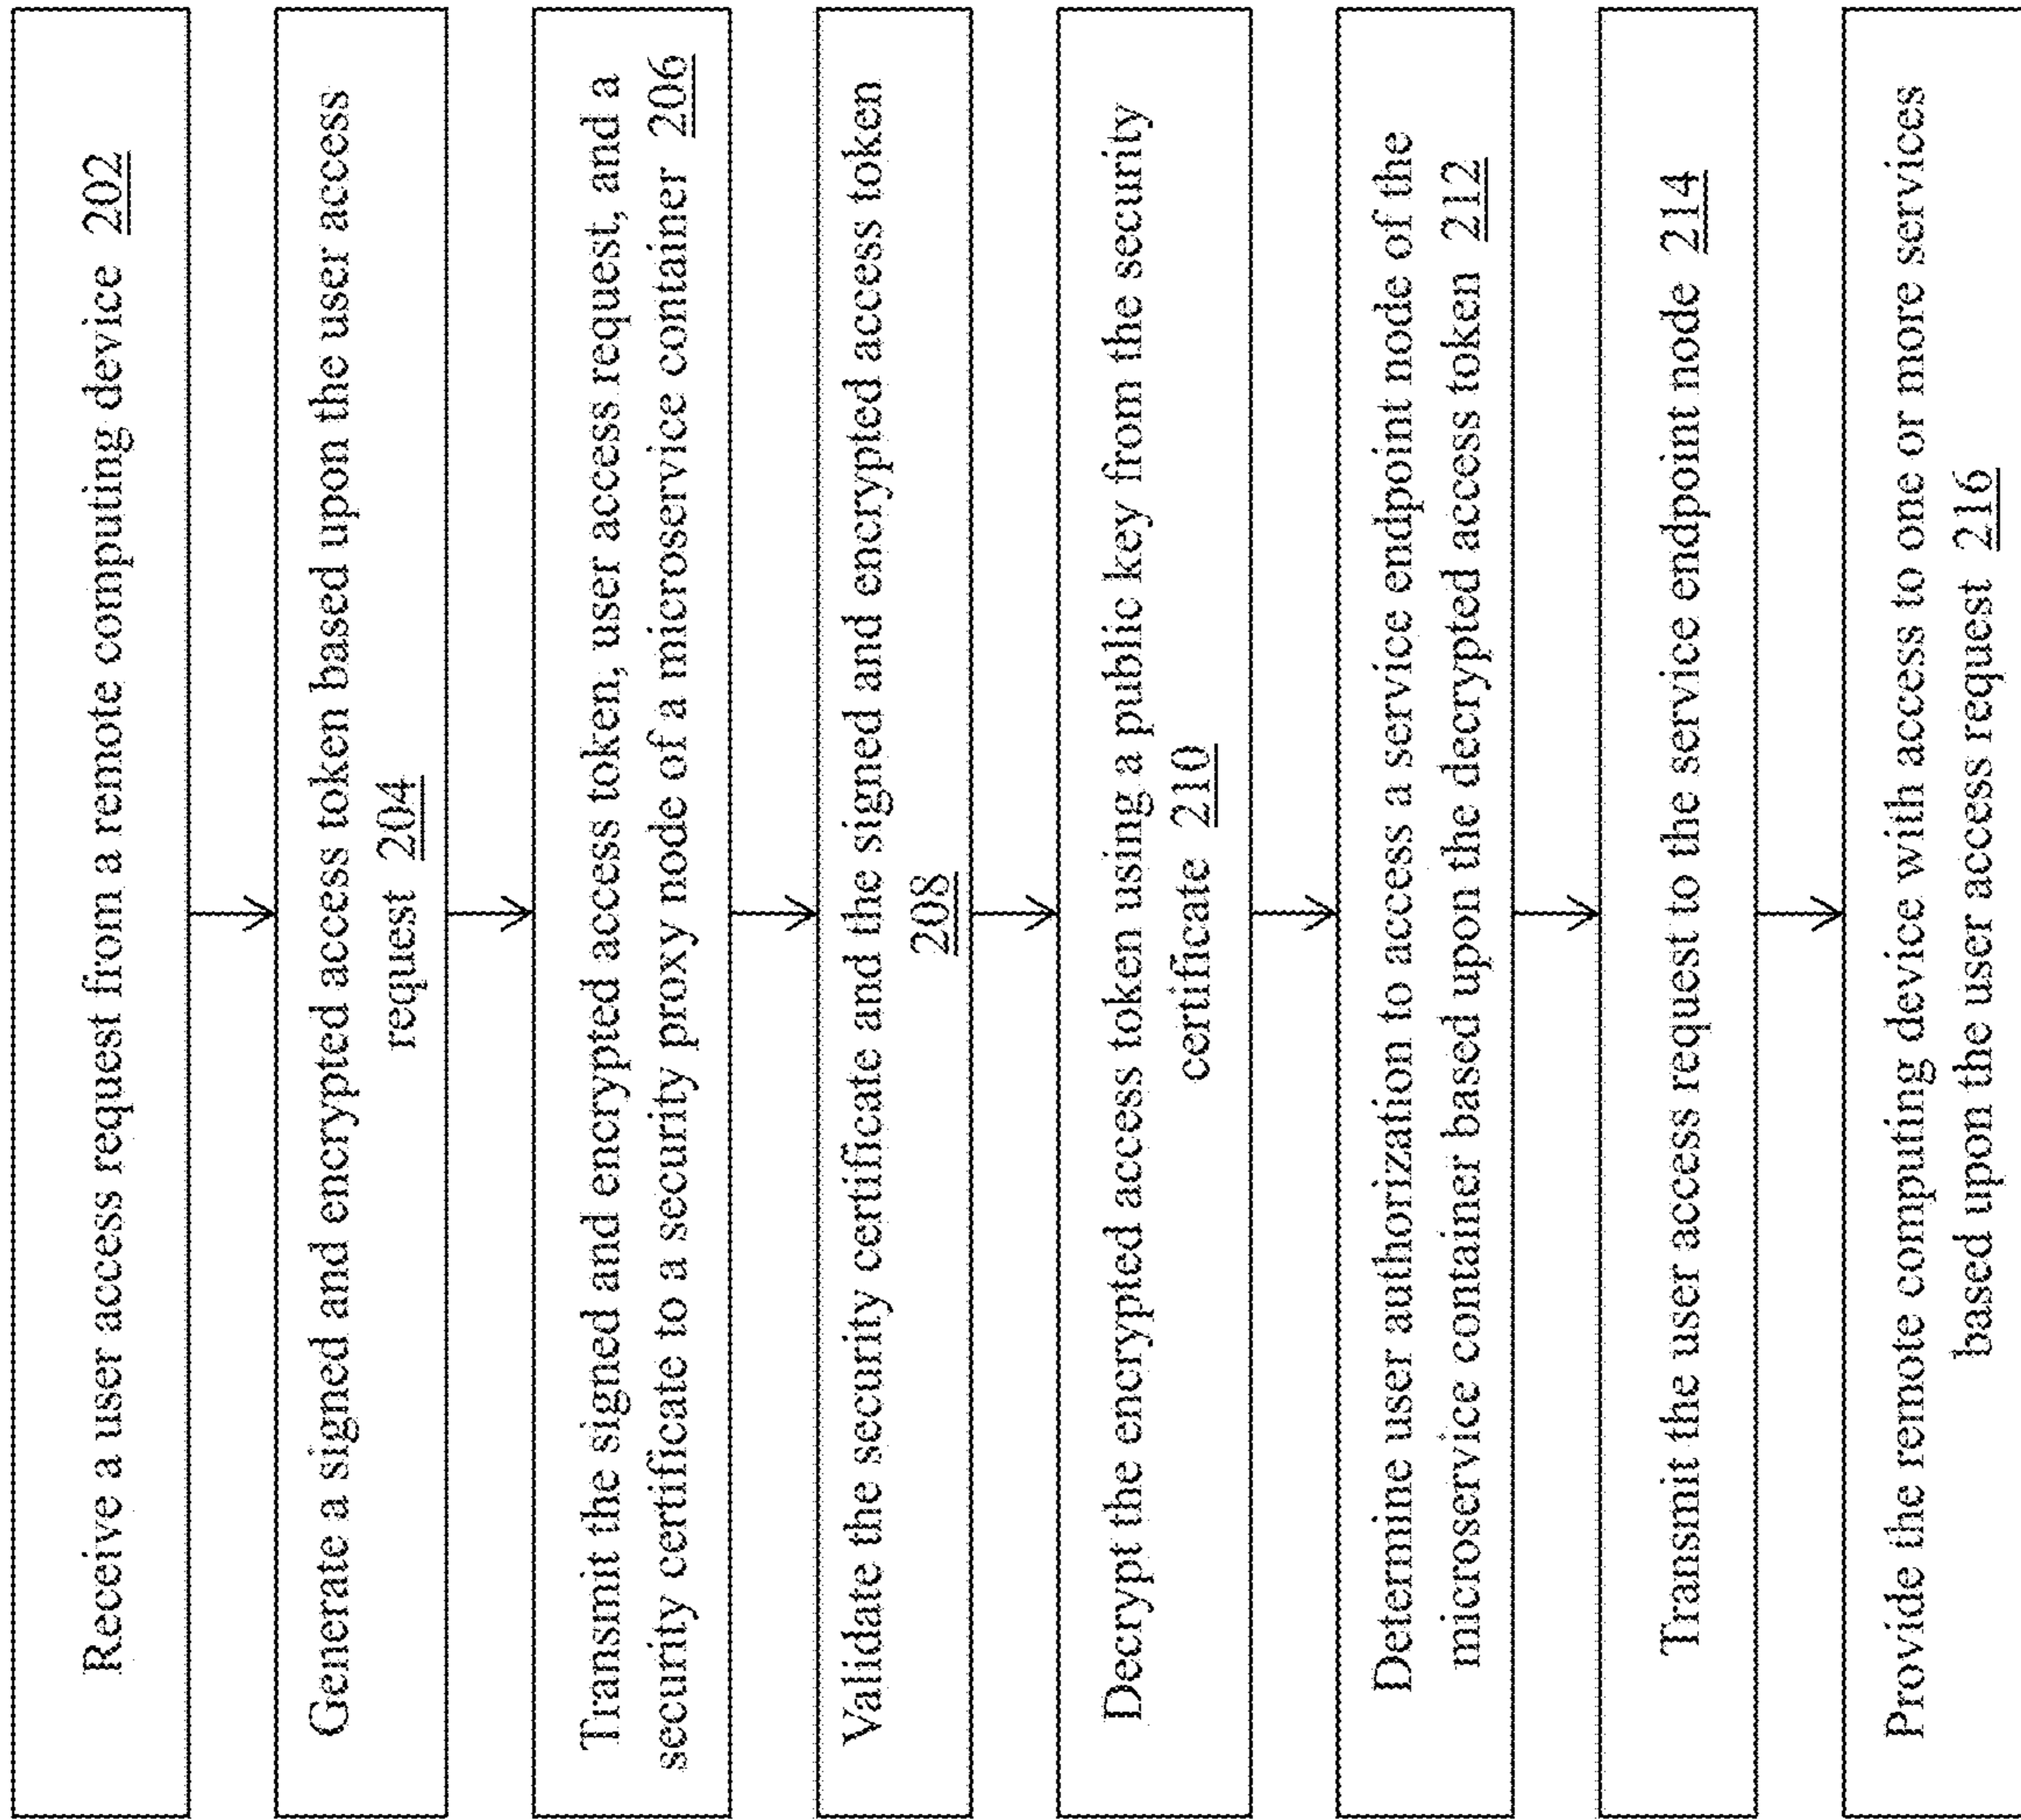 Receive a user access request from a remote computing device 202
Generate a signed and encrypted access token based upon the user access
request 204
Transmit the signed and encrypted access token, user access request, and a
security certificate to a security proxy node of a microservice container 206
Validate the security certificate and the signed and encrypted access token
208
Decrypt the encrypted access token using a public key from the security
certificate 210
Determine user authorization to access a service endpoint node of the
microservice container based upon the decrypted access token 212
Transmit the user access request to the service endpoint node 214
Provide the remote computing device with access to one or more services
based upon the user access request 216